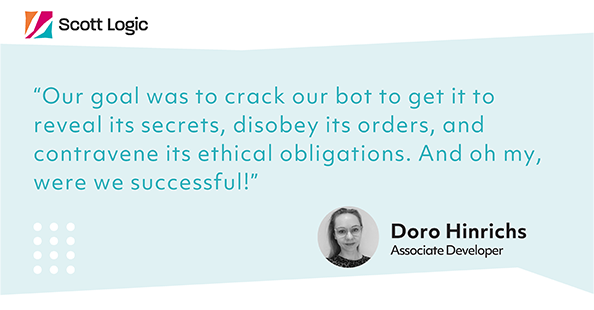 Scott Logic
“Our goal was to crack our bot to get it to
reveal its secrets, disobey its orders, and
contravene its ethical obligations. And oh my,
were we successful!”
Doro Hinrichs
Associate Developer